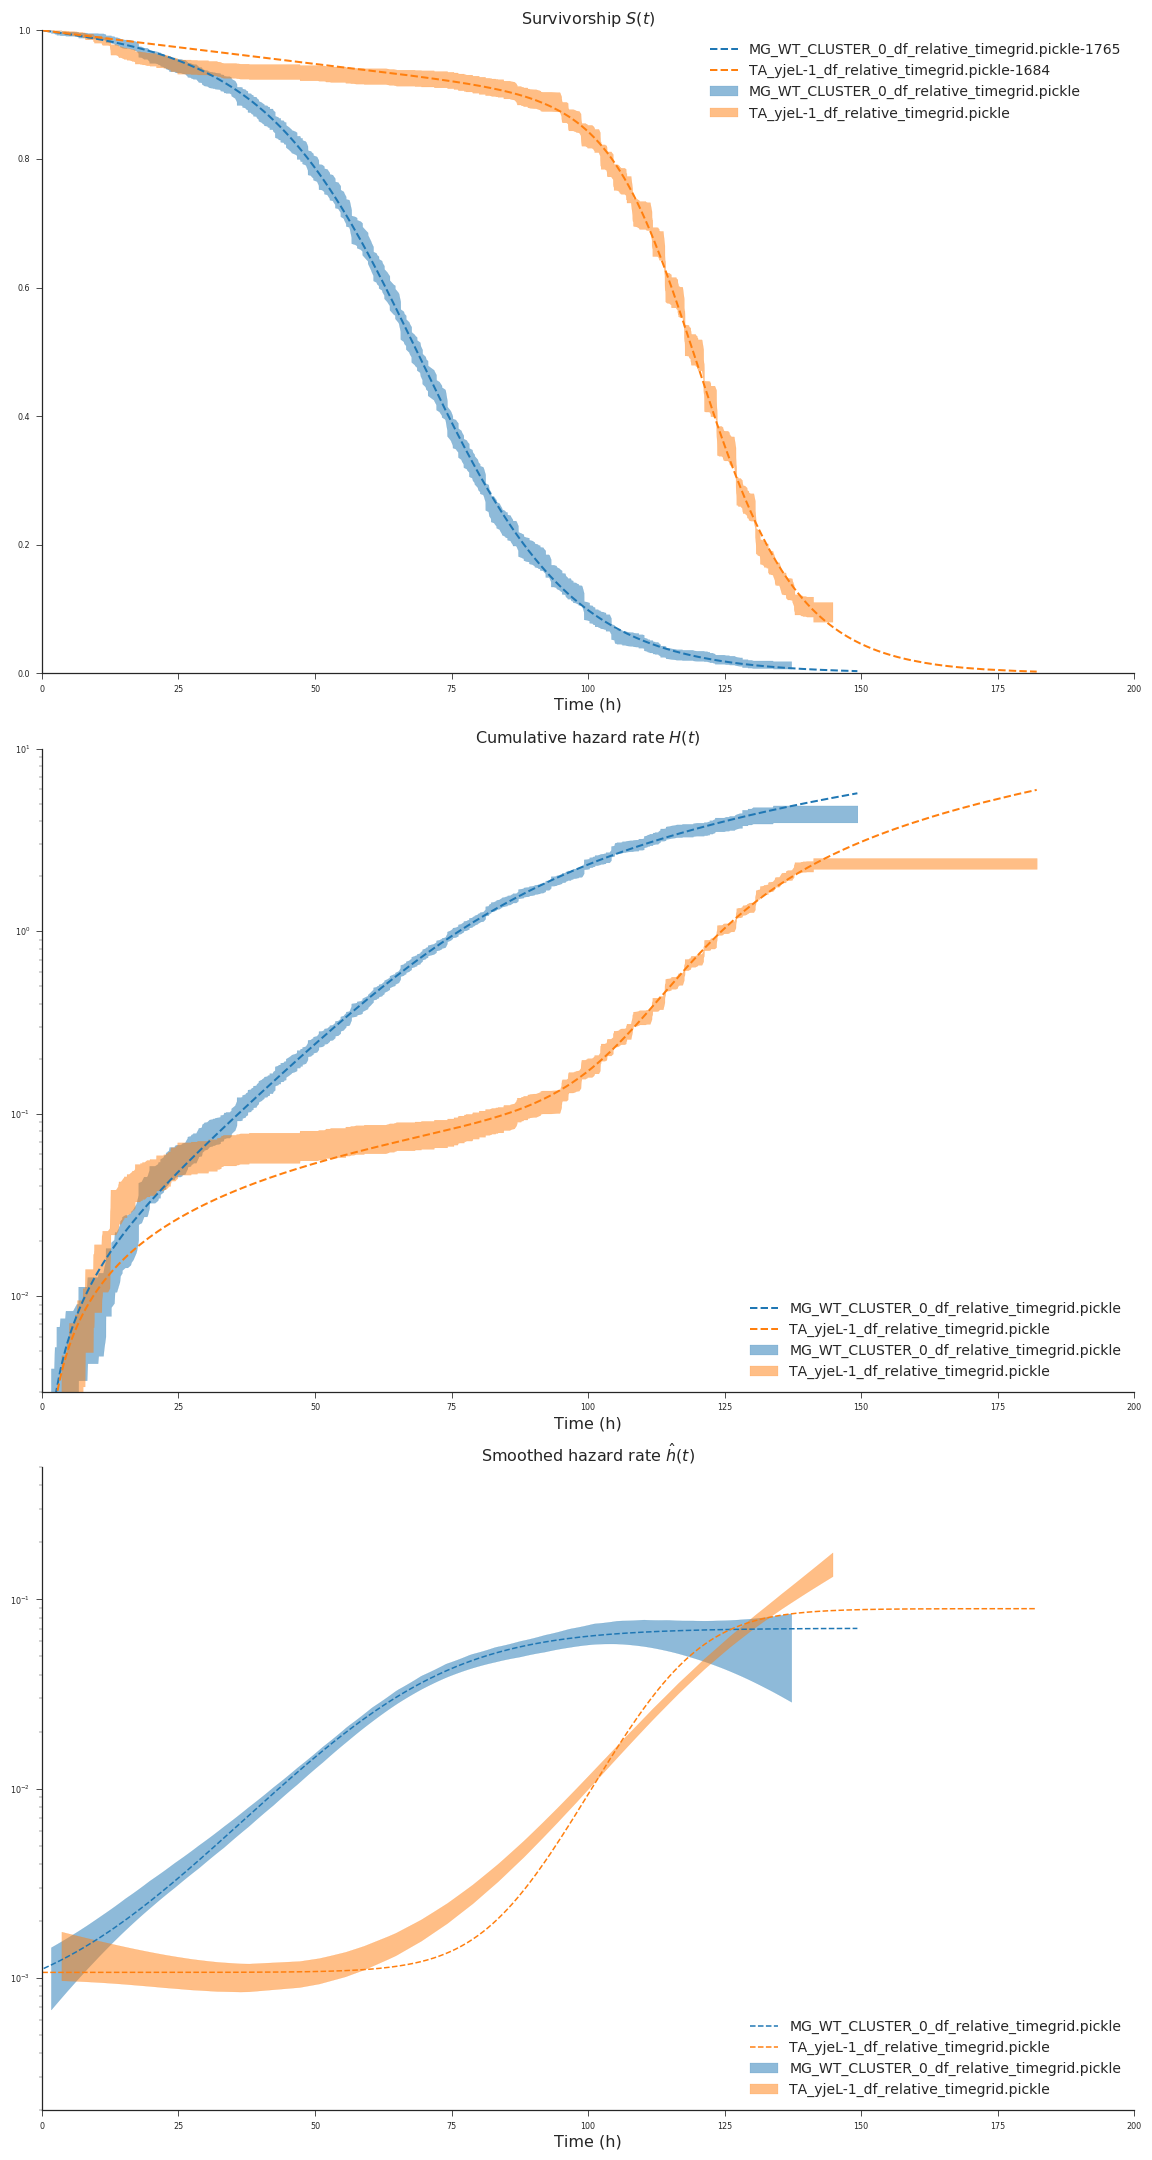 Survivorship S(t)
1.0
0.8
0.6
0.4
0.2
0.0
MG_WT_CLUSTER_0_df_relative_timegrid.pickle-1765
TA_yjeL-1_df_relative_timegrid.pickle-1684
MG_WT_CLUSTER_0_df_relative_timegrid.pickle
TA_yjeL-1_df_relative_timegrid.pickle
0 25 50 75 100 125 150 175 200
Time (h)
Cumulative hazard rate H(t)
10¹
10⁰
10⁻¹
10⁻²
MG_WT_CLUSTER_0_df_relative_timegrid.pickle
TA_yjeL-1_df_relative_timegrid.pickle
MG_WT_CLUSTER_0_df_relative_timegrid.pickle
TA_yjeL-1_df_relative_timegrid.pickle
0 25 50 75 100 125 150 175 200
Time (h)
Smoothed hazard rate ĥ(t)
10⁻¹
10⁻²
10⁻³
MG_WT_CLUSTER_0_df_relative_timegrid.pickle
TA_yjeL-1_df_relative_timegrid.pickle
MG_WT_CLUSTER_0_df_relative_timegrid.pickle
TA_yjeL-1_df_relative_timegrid.pickle
0 25 50 75 100 125 150 175 200
Time (h)